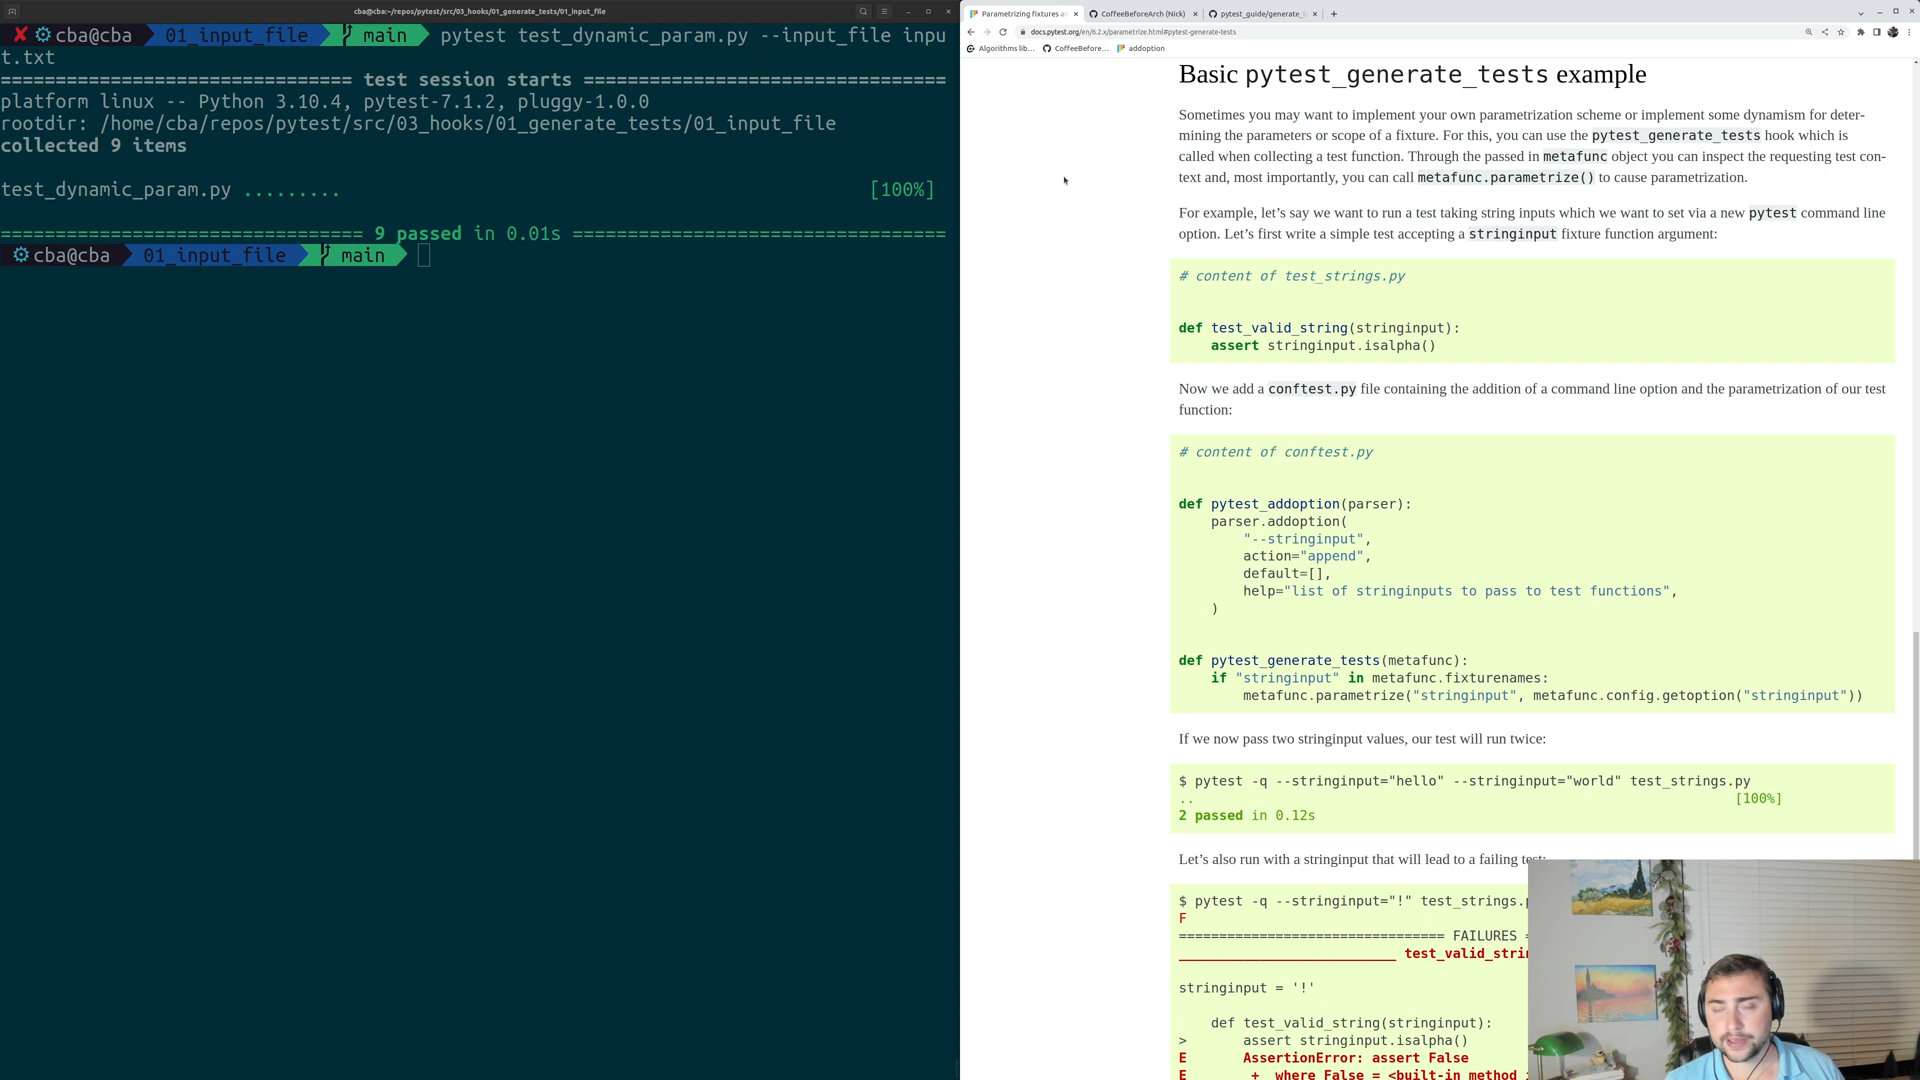 cba@cba:~/repos/pytest/src/03_hooks/01_generate_tests/01_input_file
✘ cba@cba 01_input_file main pytest test_dynamic_param.py --input_file inpu
t.txt
============================== test session starts ==================================
platform linux -- Python 3.10.4, pytest-7.1.2, pluggy-1.0.0
rootdir: /home/cba/repos/pytest/src/03_hooks/01_generate_tests/01_input_file
collected 9 items
test_dynamic_param.py ......... [100%]
=============================== 9 passed in 0.01s ================================
cba@cba 01_input_file main
Parametrizing fixtures a
CoffeeBeforeArch (Nick)
pytest_guide/generate_t
docs.pytest.org/en/6.2.x/parametrize.html#pytest-generate-tests
Algorithms lib...
CoffeeBefore...
addoption
Basic pytest_generate_tests example
Sometimes you may want to implement your own parametrization scheme or implement some dynamism for deter-
mining the parameters or scope of a fixture. For this, you can use the pytest_generate_tests hook which is
called when collecting a test function. Through the passed in metafunc object you can inspect the requesting test con-
text and, most importantly, you can call metafunc.parametrize() to cause parametrization.
For example, let’s say we want to run a test taking string inputs which we want to set via a new pytest command line
option. Let’s first write a simple test accepting a stringinput fixture function argument:
# content of test_strings.py
def test_valid_string(stringinput):
assert stringinput.isalpha()
Now we add a conftest.py file containing the addition of a command line option and the parametrization of our test
function:
# content of conftest.py
def pytest_addoption(parser):
parser.addoption(
"--stringinput",
action="append",
default=[],
help="list of stringinputs to pass to test functions",
)
def pytest_generate_tests(metafunc):
if "stringinput" in metafunc.fixturenames:
metafunc.parametrize("stringinput", metafunc.config.getoption("stringinput"))
If we now pass two stringinput values, our test will run twice:
$ pytest -q --stringinput="hello" --stringinput="world" test_strings.py
.. [100%]
2 passed in 0.12s
Let’s also run with a stringinput that will lead to a failing test:
$ pytest -q --stringinput="!" test_strings.p
F
================================= FAILURES =
___________________________ test_valid_strin
stringinput = '!'
def test_valid_string(stringinput):
> assert stringinput.isalpha()
E AssertionError: assert False
E + where False = <built-in method i